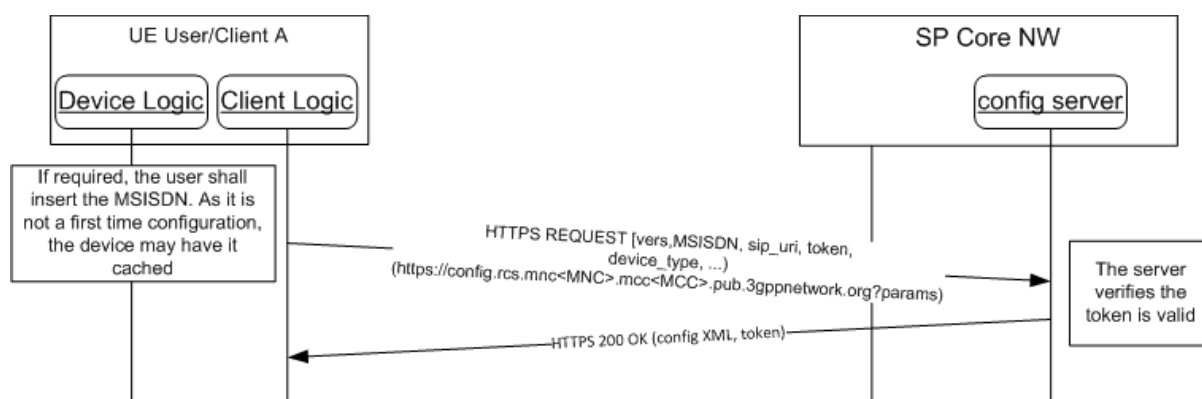 UE User/Client A
SP Core NW
Device Logic
Client Logic
config server
If required, the user shall
insert the MSISDN. As it is
not a first time configuration,
the device may have it
cached
HTTPS REQUEST [vers,MSISDN, sip_uri, token,
device_type, ...)
(https://config.rcs.mnc<MNC>.mcc<MCC>.pub.3gppnetwork.org?params)
The server
verifies the
token is valid
HTTPS 200 OK (config XML, token)